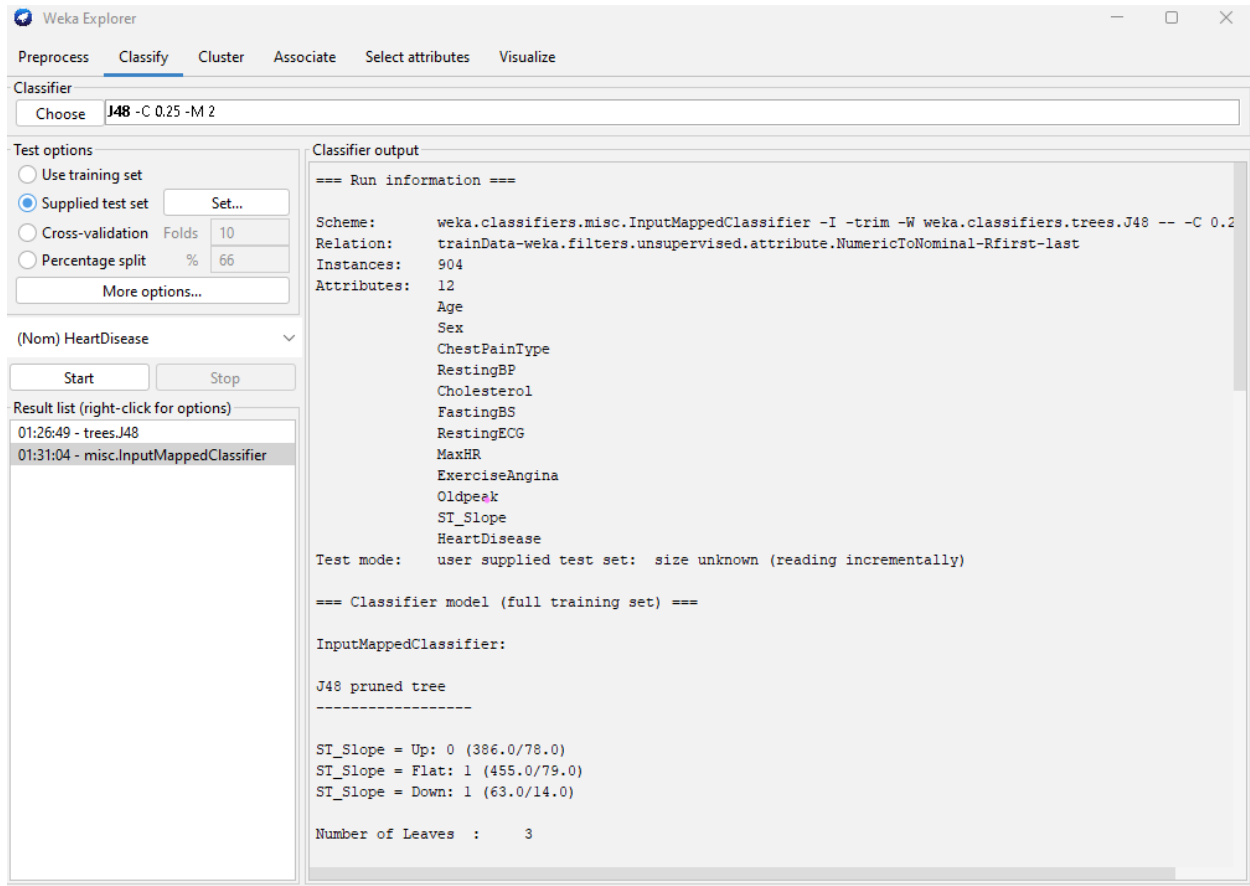 Weka Explorer
Preprocess Classify Cluster Associate Select attributes Visualize
Classifier
Choose J48 -C 0.25 -M 2
Test options
Use training set
Supplied test set Set...
Cross-validation Folds 10
Percentage split % 66
More options...
(Nom) HeartDisease
Start Stop
Result list (right-click for options)
01:26:49 - trees.J48
01:31:04 - misc.InputMappedClassifier
Classifier output
=== Run information ===
Scheme: weka.classifiers.misc.InputMappedClassifier -I -trim -W weka.classifiers.trees.J48 -- -C 0.2
Relation: trainData-weka.filters.unsupervised.attribute.NumericToNominal-Rfirst-last
Instances: 904
Attributes: 12
Age
Sex
ChestPainType
RestingBP
Cholesterol
FastingBS
RestingECG
MaxHR
ExerciseAngina
Oldpeak
ST_Slope
HeartDisease
Test mode: user supplied test set: size unknown (reading incrementally)
=== Classifier model (full training set) ===
InputMappedClassifier:
J48 pruned tree
------------------
ST_Slope = Up: 0 (386.0/78.0)
ST_Slope = Flat: 1 (455.0/79.0)
ST_Slope = Down: 1 (63.0/14.0)
Number of Leaves : 3